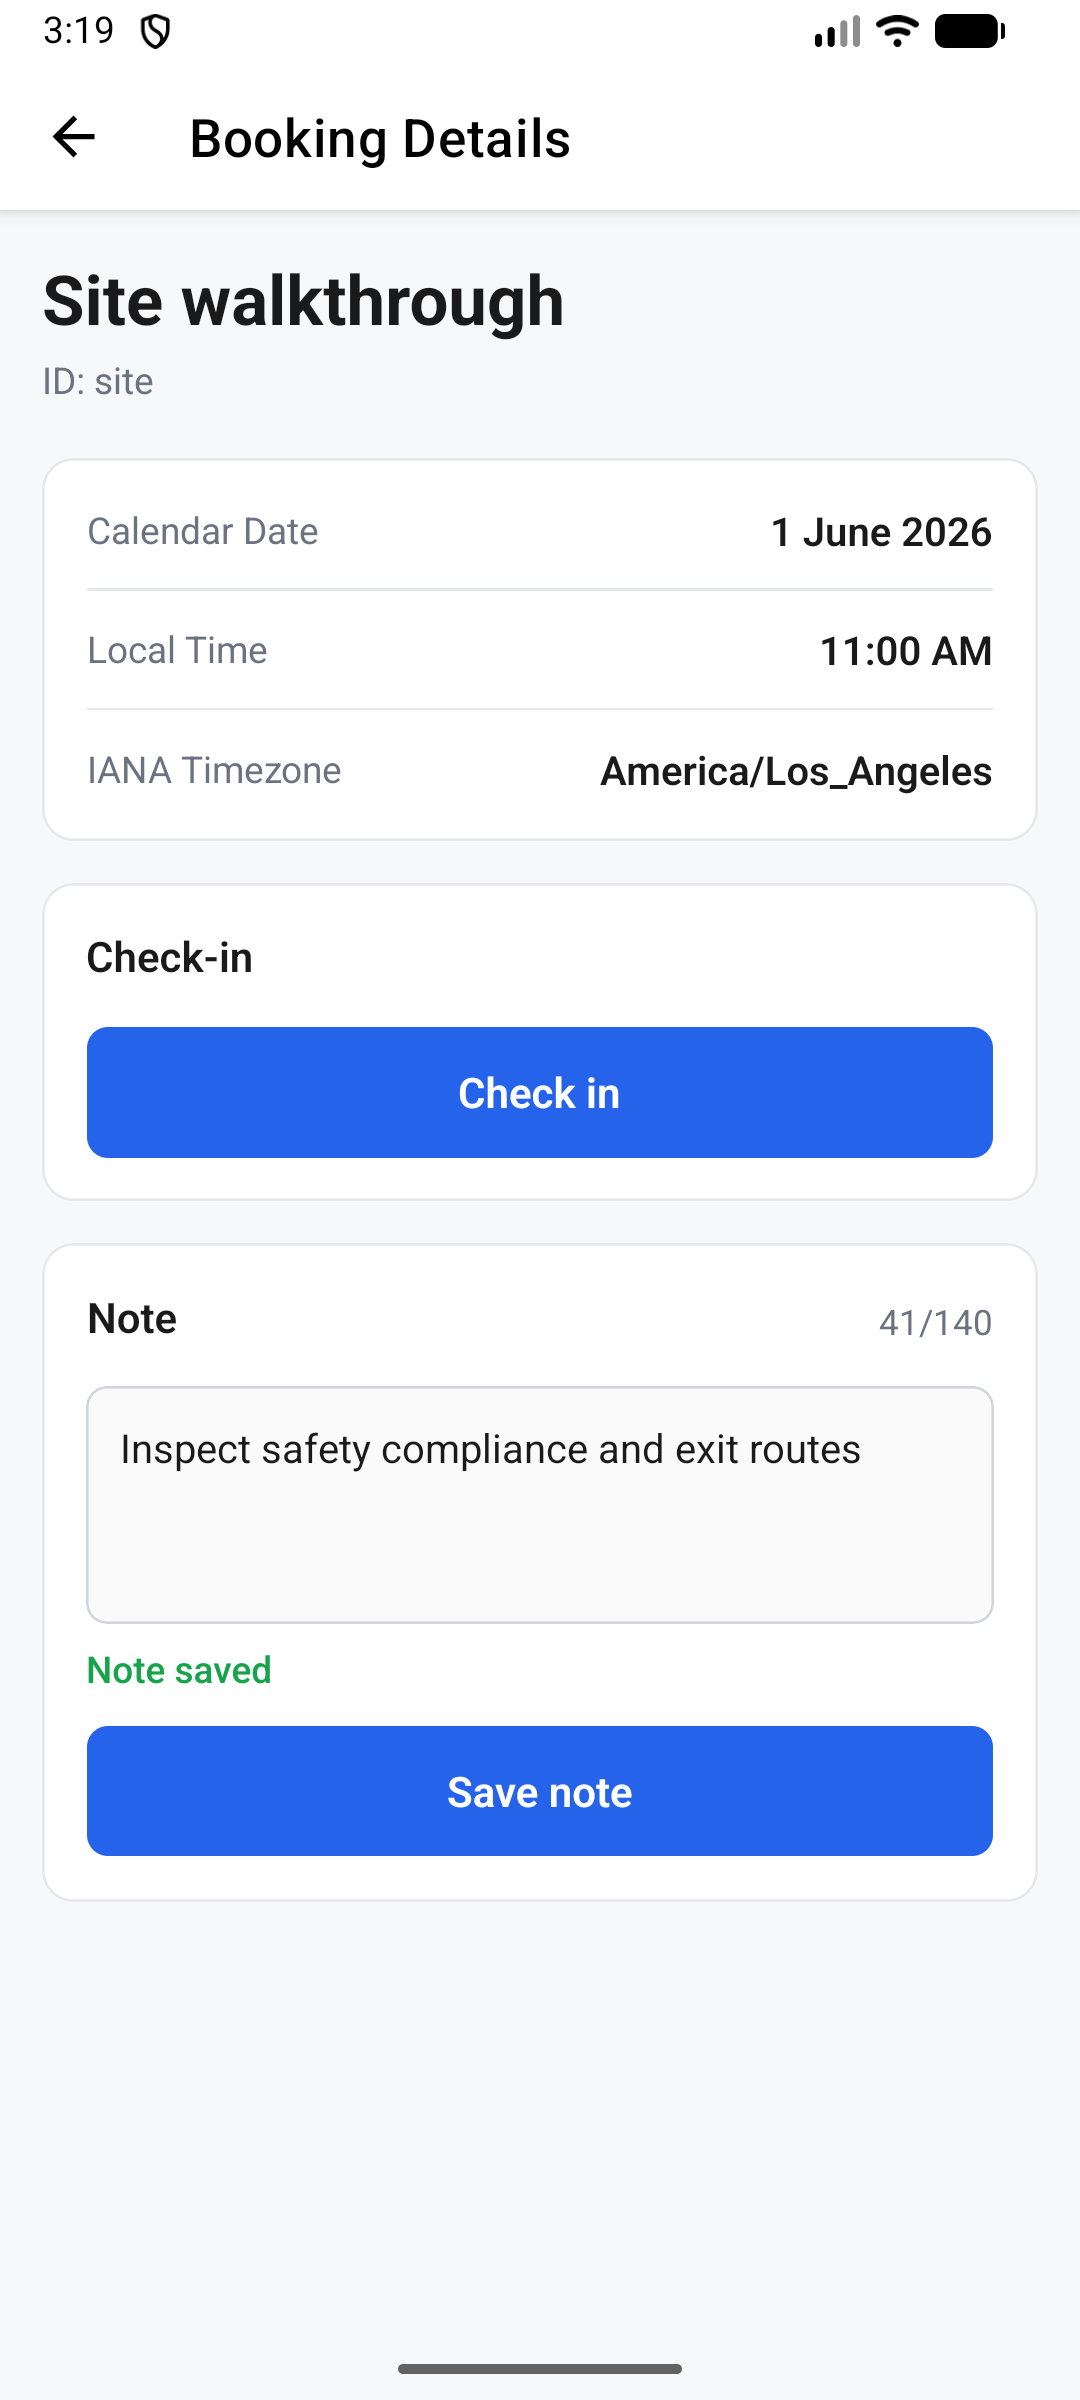 3:19
Booking Details
Site walkthrough
ID: site
Calendar Date 1 June 2026
Local Time 11:00 AM
IANA Timezone America/Los_Angeles
Check-in
Check in
Note 41/140
Inspect safety compliance and exit routes
Note saved
Save note